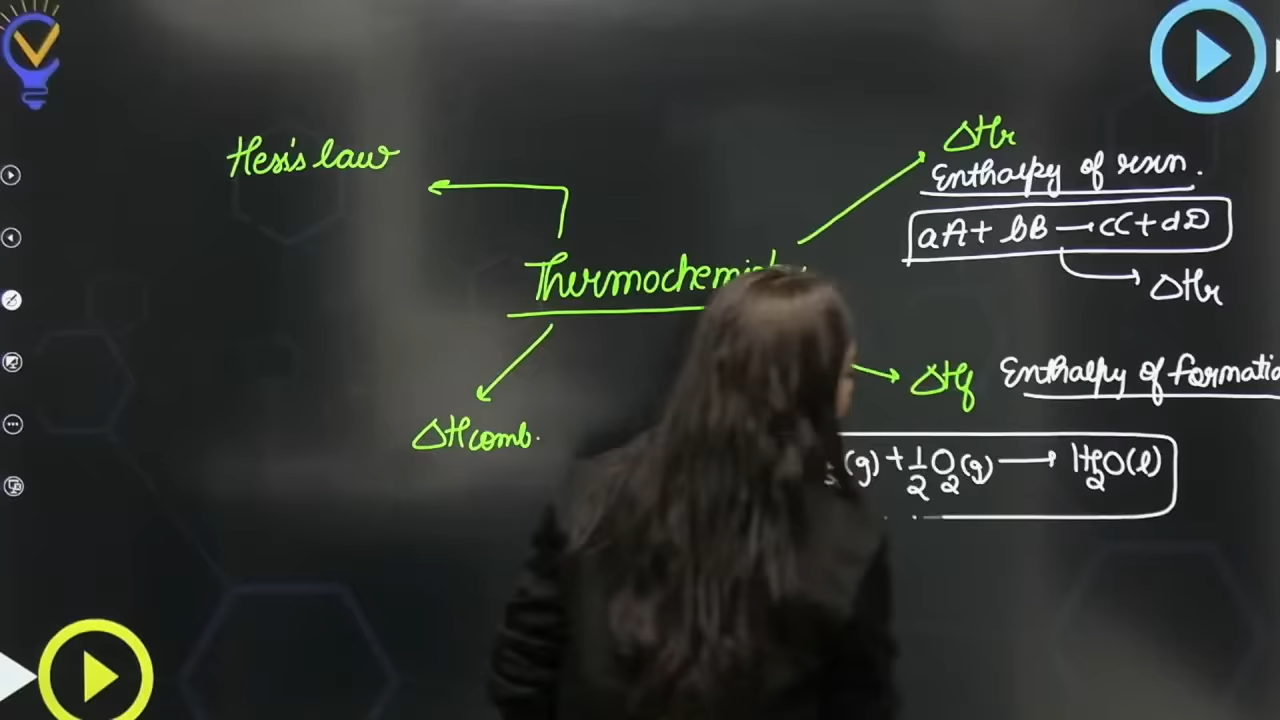 Hess's law
ΔHr
Enthalpy of rxn.
aA + bB → cC + dD
ΔHr
Thermochemist
ΔHf Enthalpy of formatio
(g) + 1/2 O2(g) → H2O(l)
ΔHcomb.